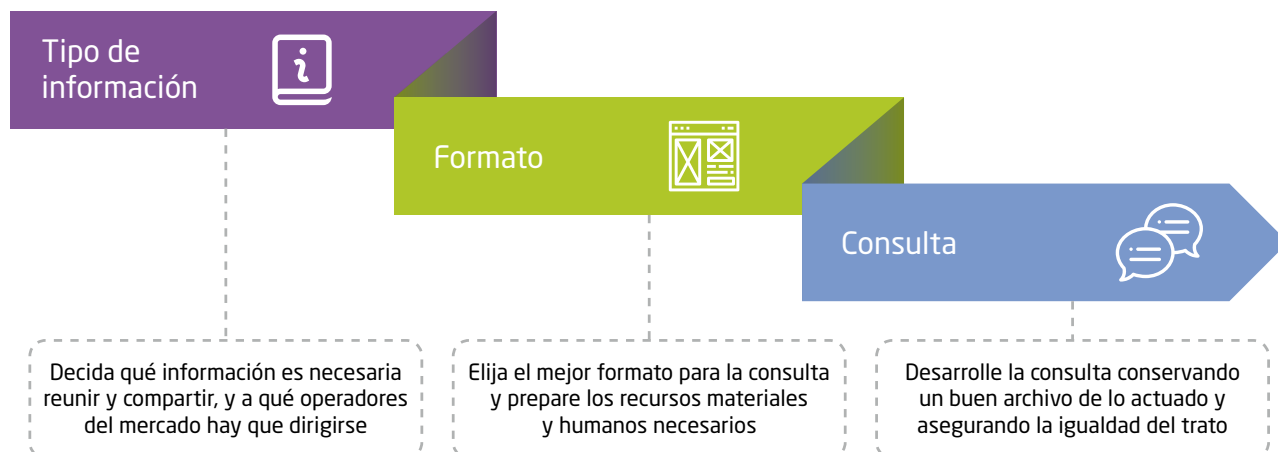 Tipo de
información
Formato
Consulta
Decida qué información es necesaria
reunir y compartir, y a qué operadores
del mercado hay que dirigirse
Elija el mejor formato para la consulta
y prepare los recursos materiales
y humanos necesarios
Desarrolle la consulta conservando
un buen archivo de lo actuado y
asegurando la igualdad del trato